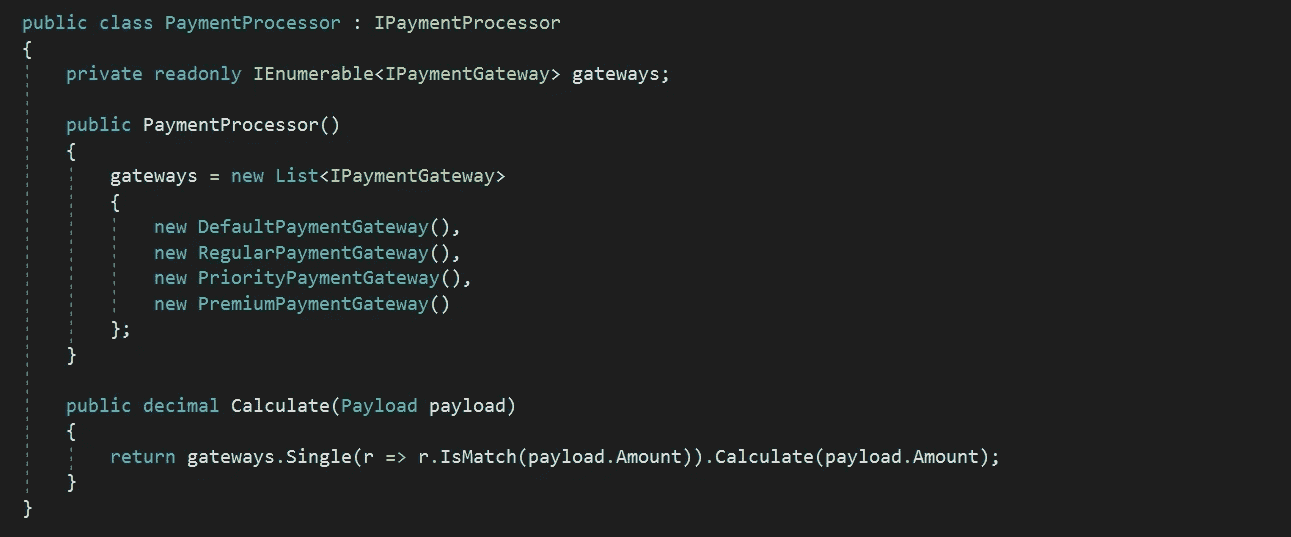 public class PaymentProcessor : IPaymentProcessor
{
    private readonly IEnumerable<IPaymentGateway> gateways;
    public PaymentProcessor()
    {
        gateways = new List<IPaymentGateway>
        {
            new DefaultPaymentGateway(),
            new RegularPaymentGateway(),
            new PriorityPaymentGateway(),
            new PremiumPaymentGateway()
        };
    }
    public decimal Calculate(Payload payload)
    {
        return gateways.Single(r => r.IsMatch(payload.Amount)).Calculate(payload.Amount);
    }
}